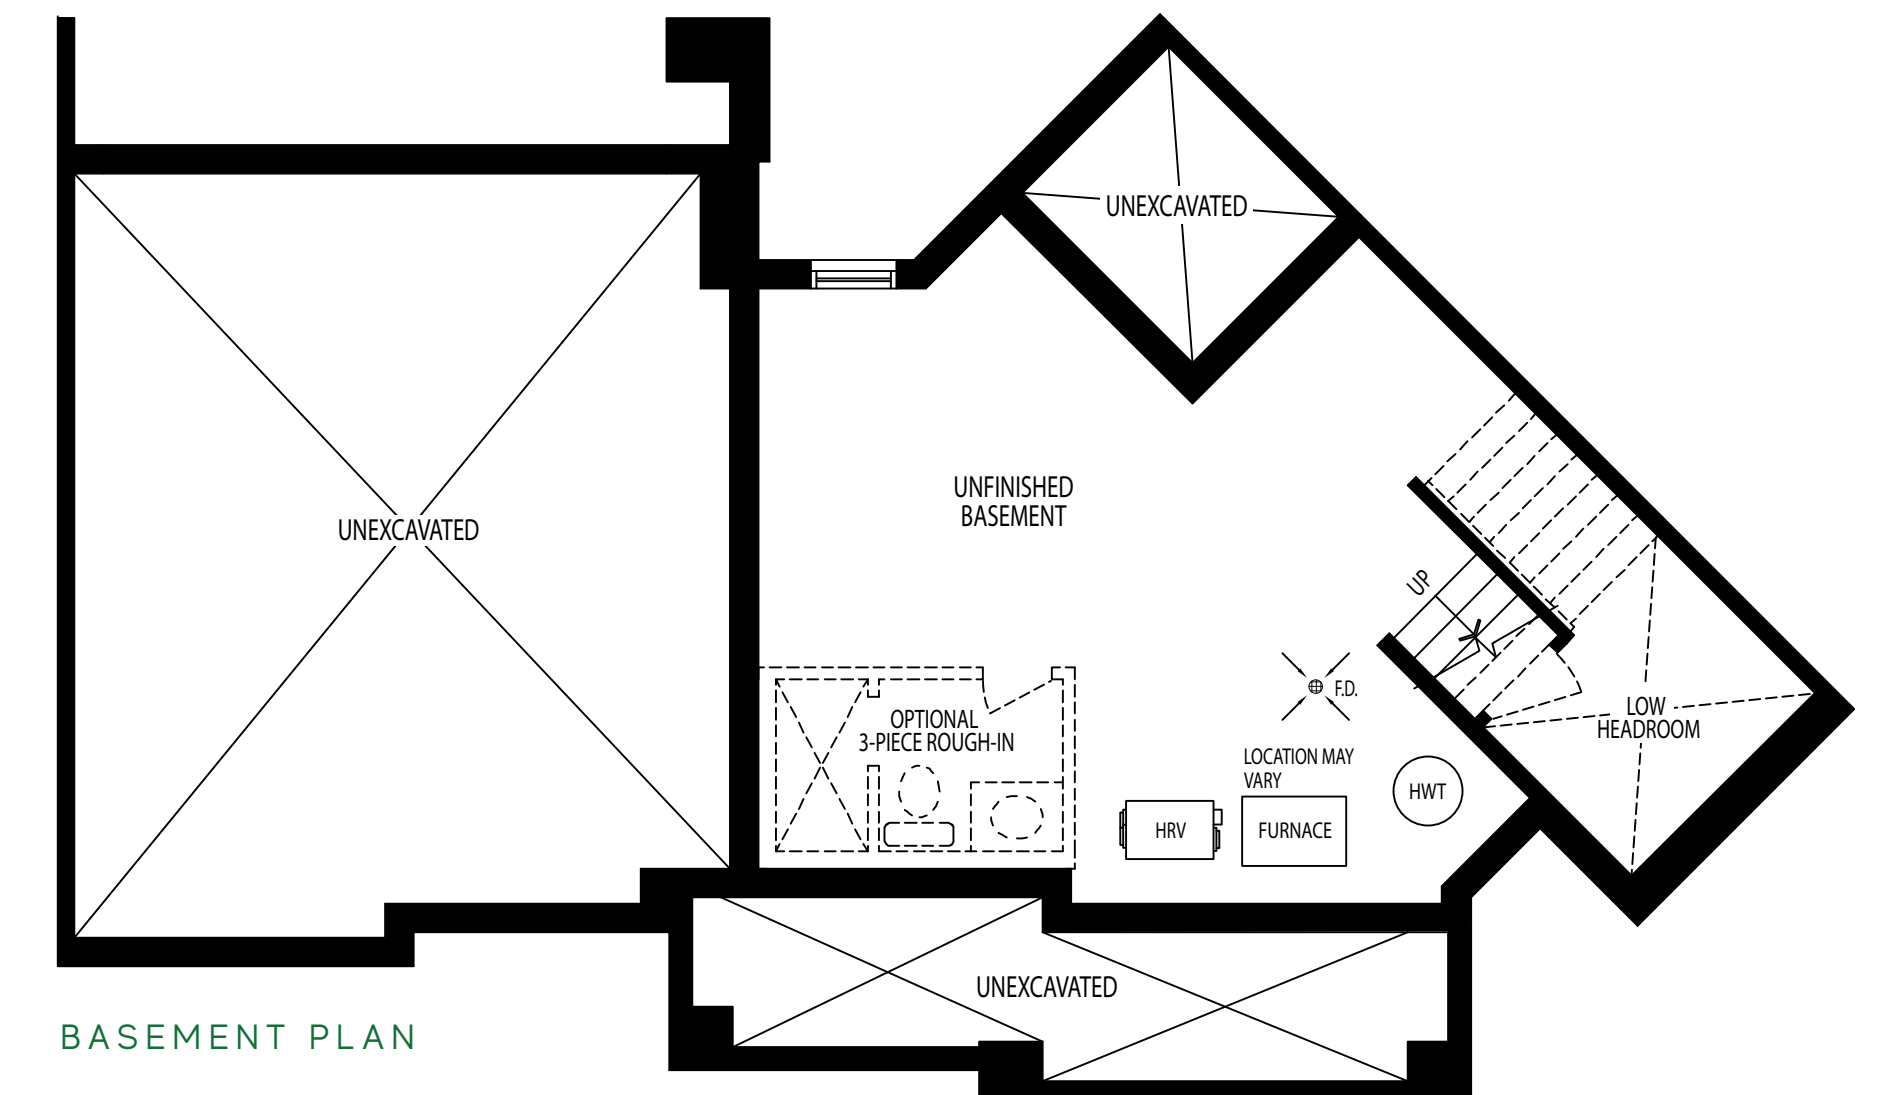 UNEXCAVATED
UNFINISHED
BASEMENT
UNEXCAVATED
UP
F.D.
LOW
HEADROOM
OPTIONAL
3-PIECE ROUGH-IN
LOCATION MAY
VARY
HWT
HRV
FURNACE
UNEXCAVATED
BASEMENT PLAN